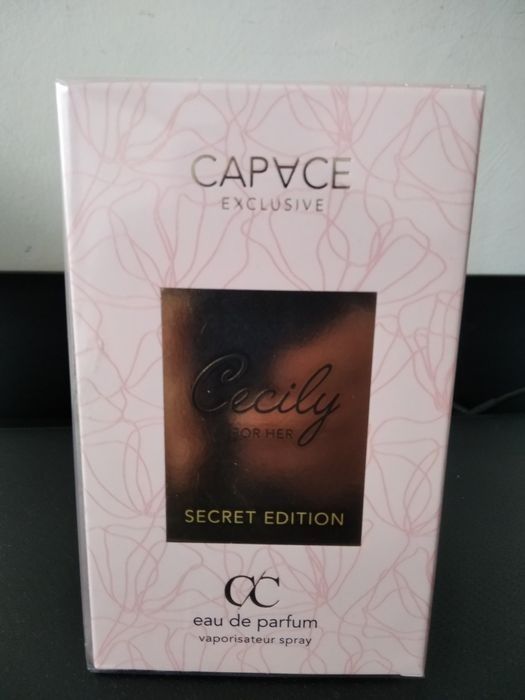 CAPACE
EXCLUSIVE
Cecily
FOR HER
SECRET EDITION
CC
eau de parfum
vaporisateur spray